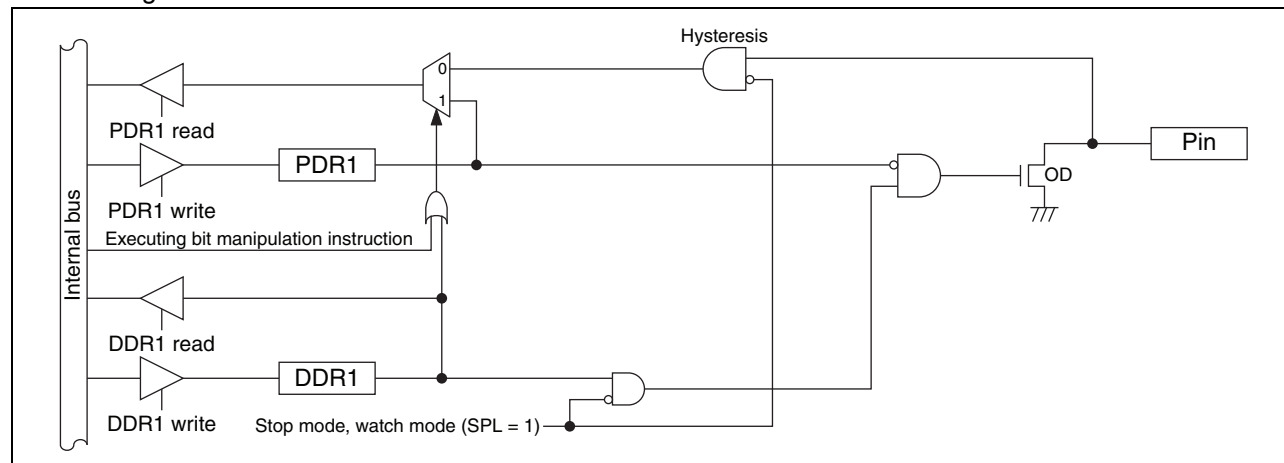 Hysteresis
0
1
PDR1 read
Pin
PDR1
OD
PDR1 write
Executing bit manipulation instruction
Internal bus
DDR1 read
DDR1
DDR1 write
Stop mode, watch mode (SPL = 1)